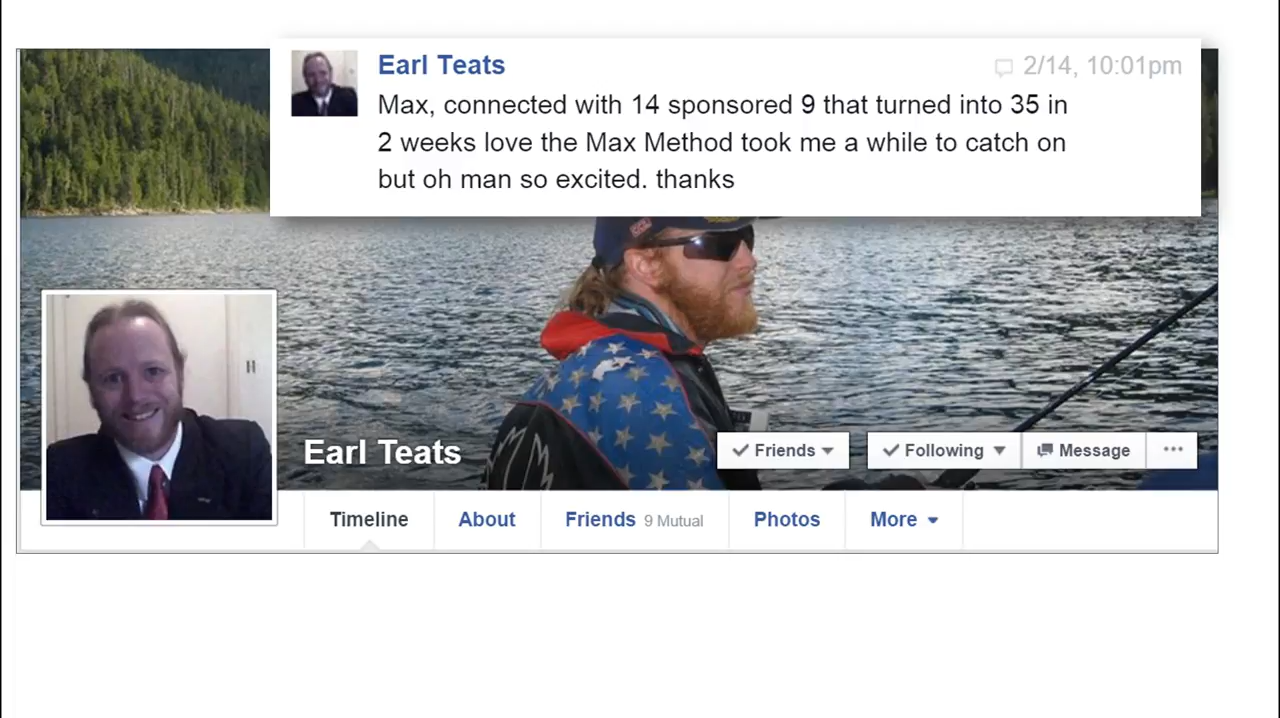 Earl Teats
2/14, 10:01pm
Max, connected with 14 sponsored 9 that turned into 35 in
2 weeks love the Max Method took me a while to catch on
but oh man so excited. thanks
Earl Teats
Friends
Following
Message
Timeline
About
Friends 9 Mutual
Photos
More